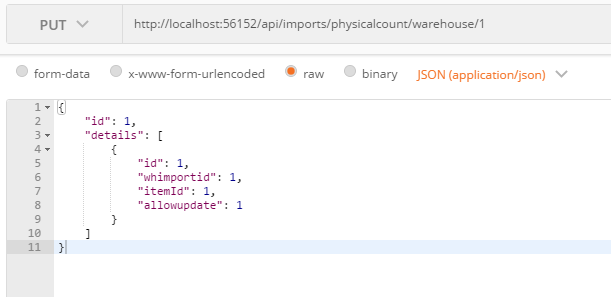 PUT http://localhost:56152/api/imports/physicalcount/warehouse/1
form-data x-www-form-urlencoded raw binary JSON (application/json)
1 {
2 "id": 1,
3 "details": [
4 {
5 "id": 1,
6 "whimportid": 1,
7 "itemId": 1,
8 "allowupdate": 1
9 }
10 ]
11 }